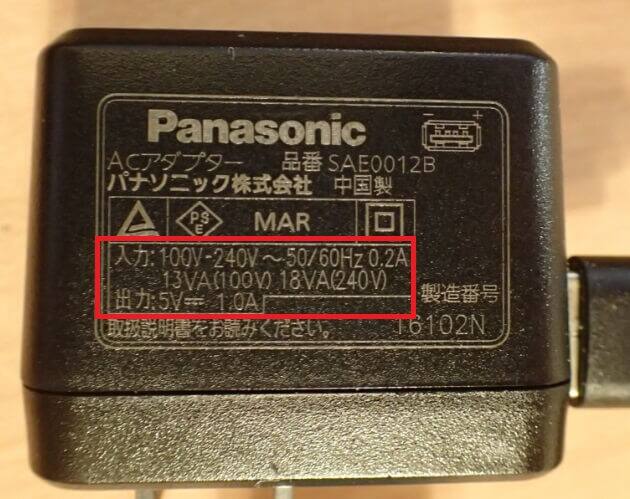 Panasonic
- +
ACアダプター 品番 SAE0012B
パナソニック株式会社 中国製
PS
E
MAR
入力:100V-240V～50/60Hz 0.2A
13VA(100V) 18VA(240V)
出力:5V⎓ 1.0A
製造番号
取扱説明書をお読みください。
16102N